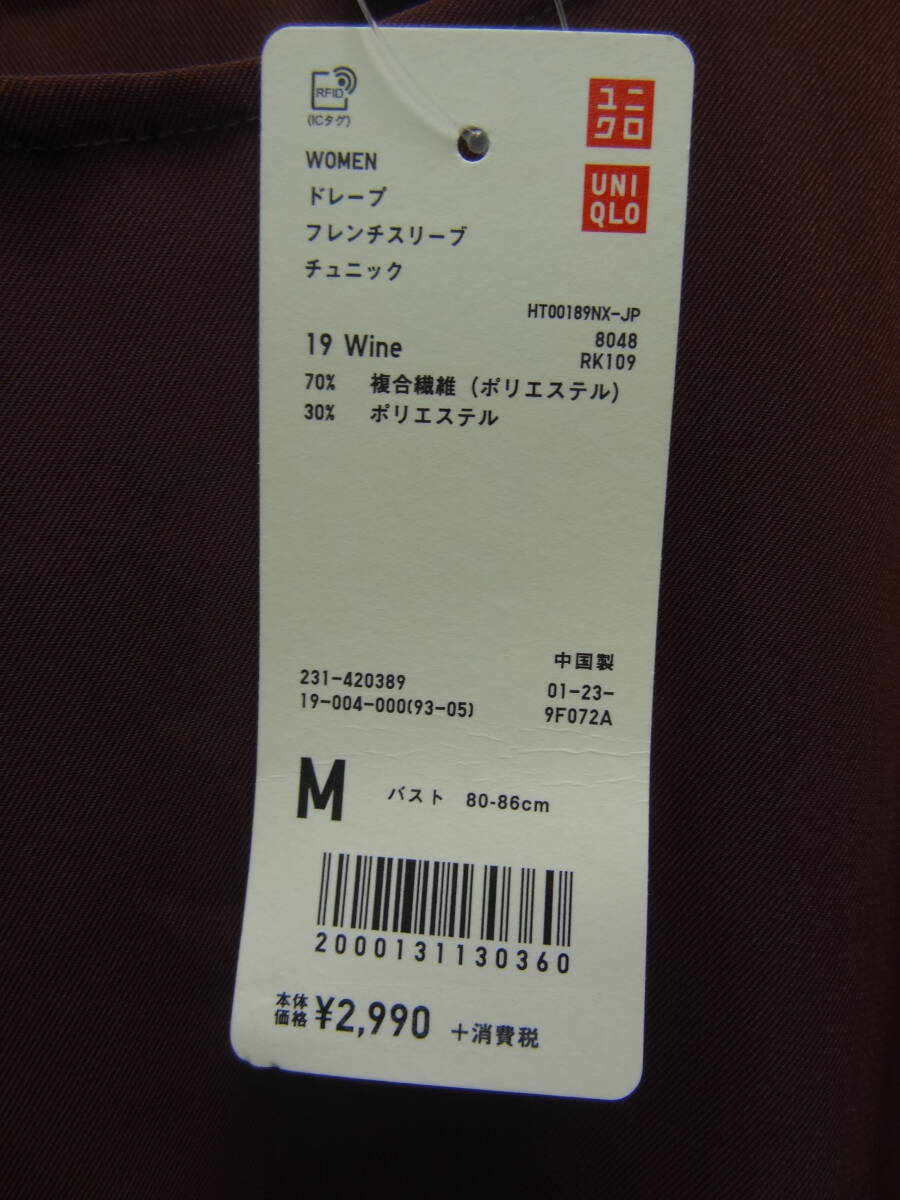 RFID
(ICタグ)
ユニ
クロ
UNI
QLO
WOMEN
ドレープ
フレンチスリーブ
チュニック
HT00189NX-JP
8048
RK109
19 Wine
70% 複合繊維 (ポリエステル)
30% ポリエステル
中国製
231-420389
01-23-
19-004-000(93-05)
9F072A
M バスト 80-86cm
2000131130360
本体
価格 ¥2,990 +消費税